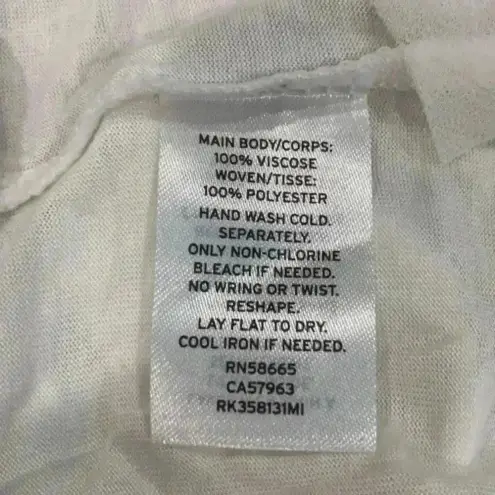 MAIN BODY/CORPS:
100% VISCOSE
WOVEN/TISSE:
100% POLYESTER
HAND WASH COLD.
SEPARATELY.
ONLY NON-CHLORINE
BLEACH IF NEEDED.
NO WRING OR TWIST.
RESHAPE.
LAY FLAT TO DRY.
COOL IRON IF NEEDED.
RN58665
CA57963
RK358131MI